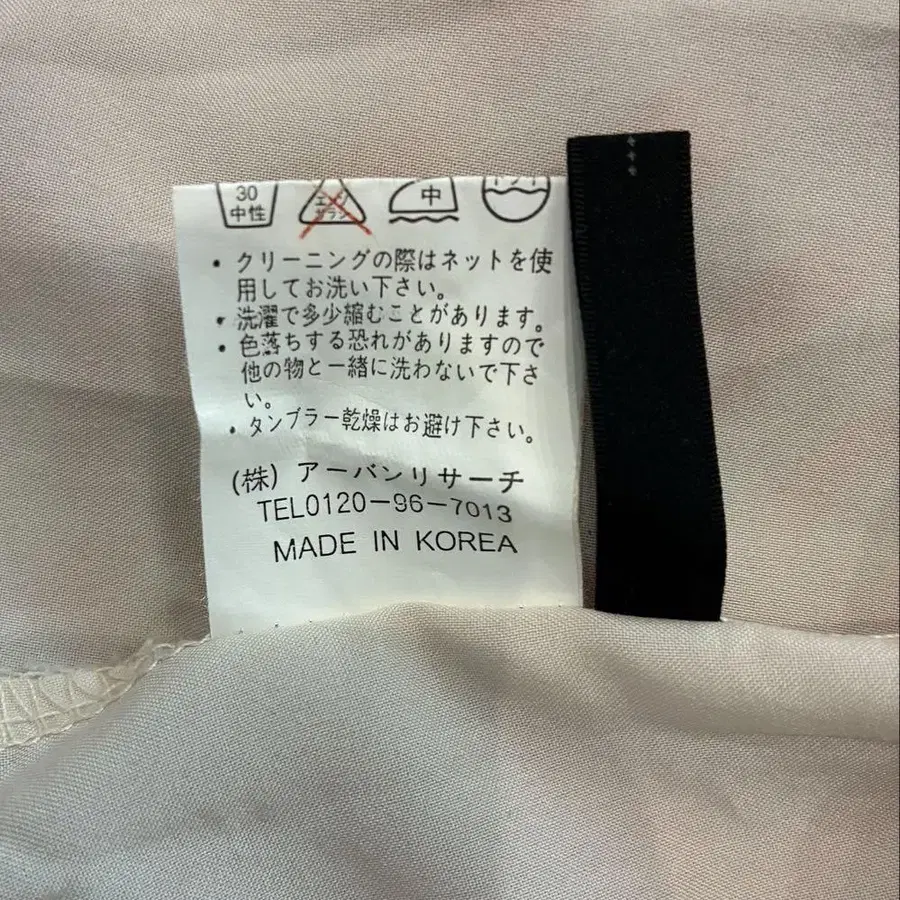 30 中
中性
エンソ
サラシ
・クリーニングの際はネットを使
用してお洗い下さい。
・洗濯で多少縮むことがあります。
・色落ちする恐れがありますので
他の物と一緒に洗わないで下さ
い。
・タンブラー乾燥はお避け下さい。
(株) アーバンリサーチ
TEL0120-96-7013
MADE IN KOREA